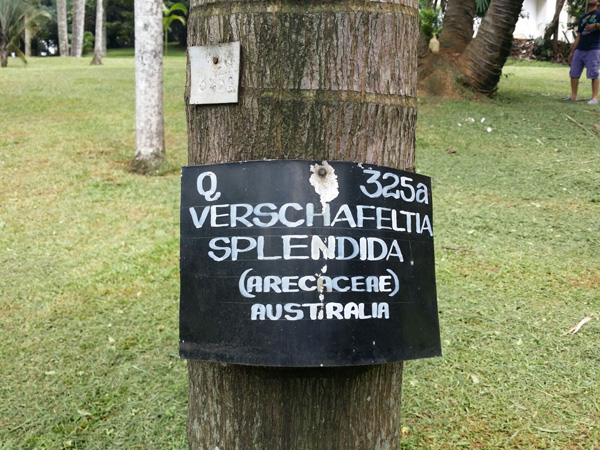 Q 325a
VERSCHAFELTIA
SPLENDIDA
(ARECACEAE)
AUSTRALIA